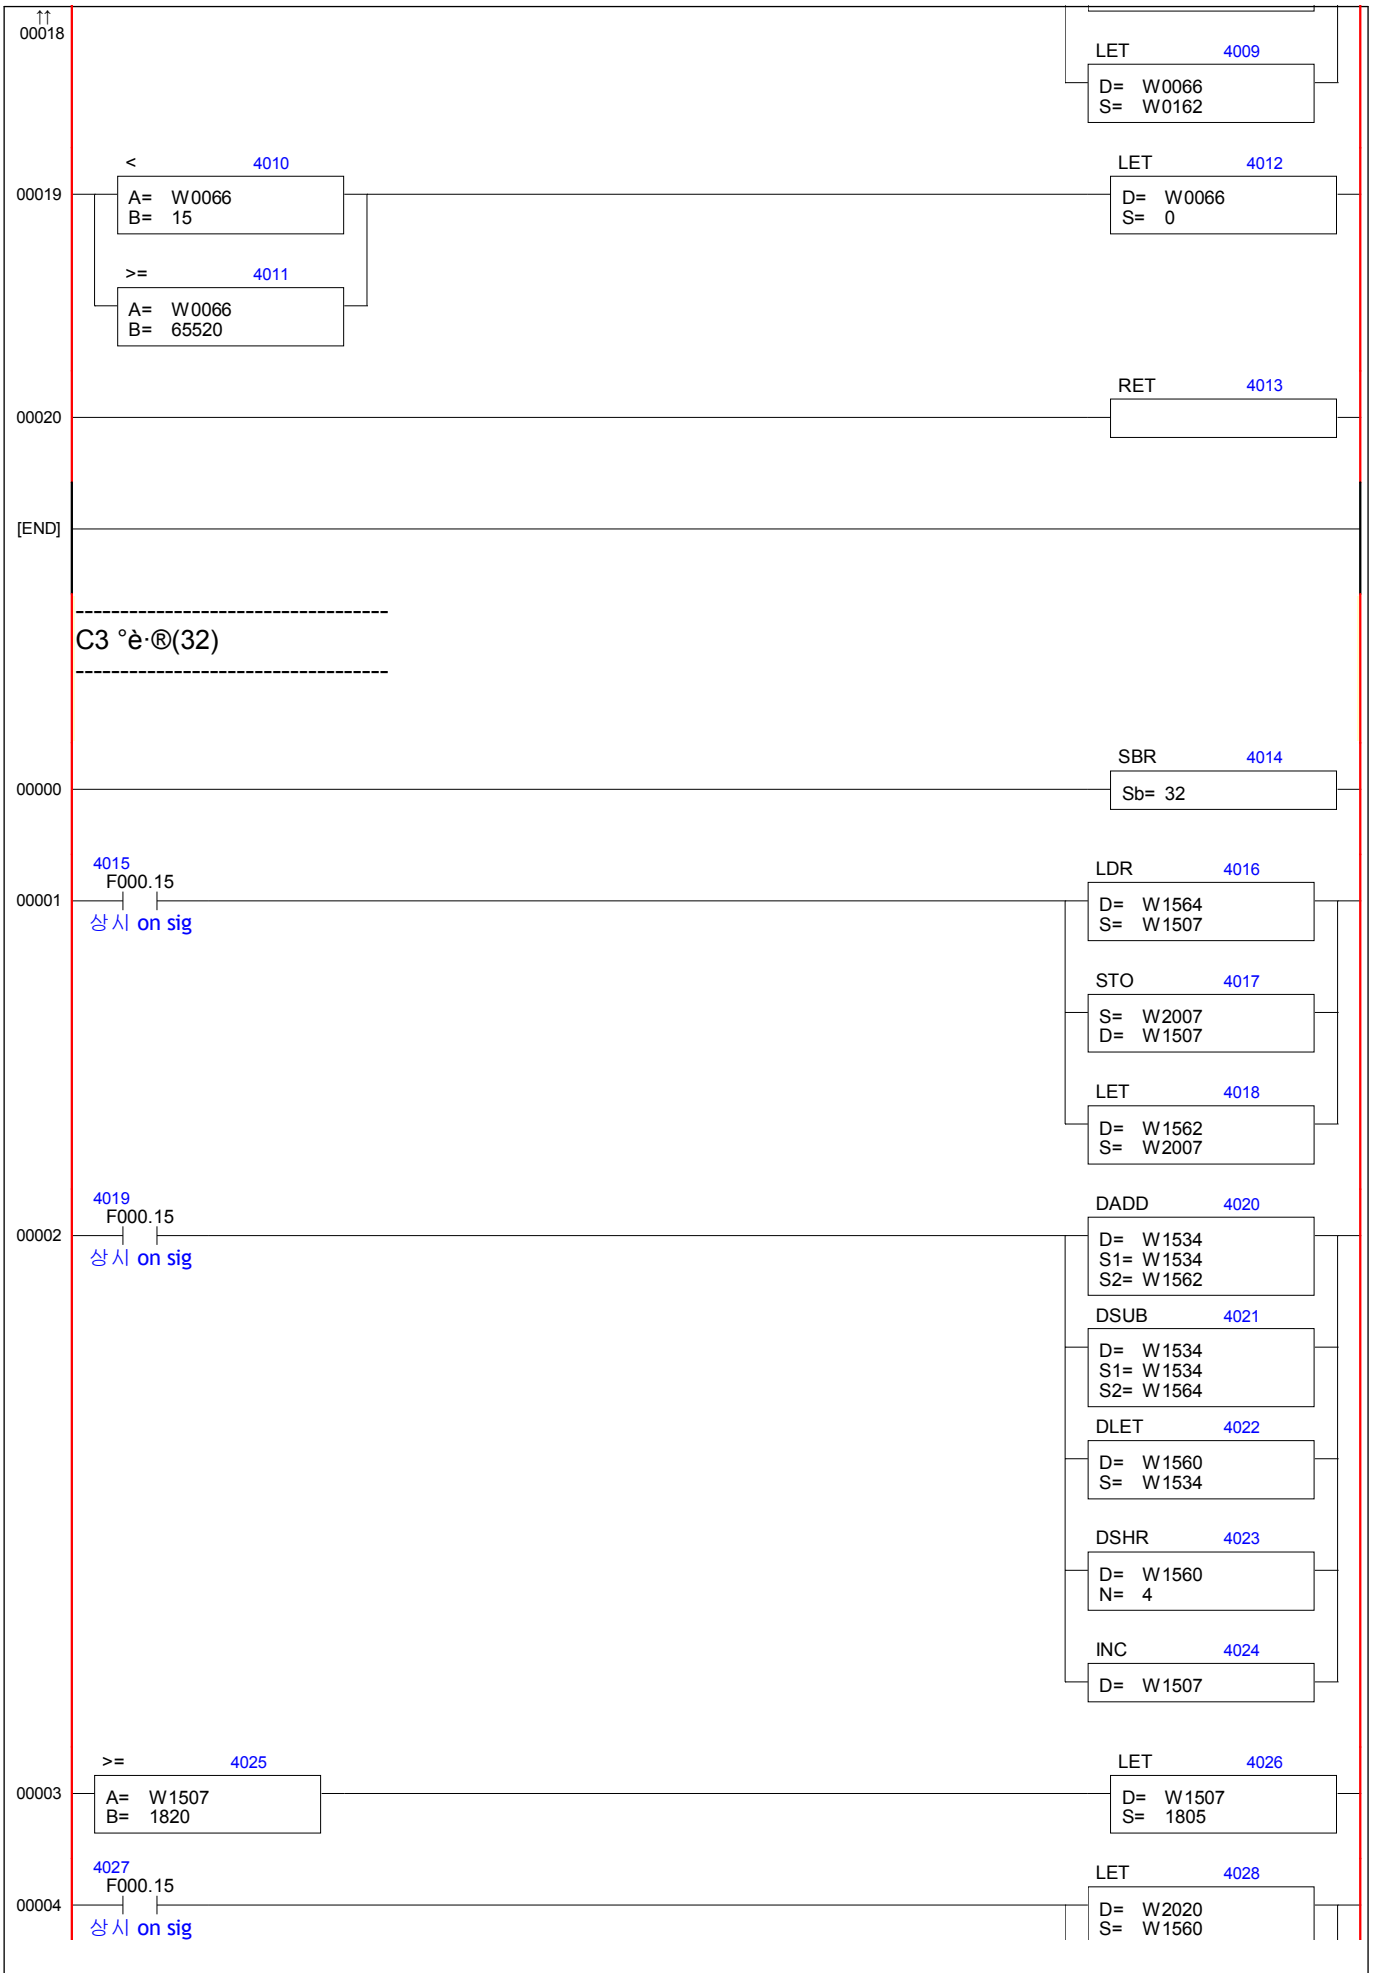 ↑↑
00018
LET 4009
D= W0066
S= W0162
< 4010
LET 4012
00019
A= W0066
B= 15
D= W0066
S= 0
>= 4011
A= W0066
B= 65520
RET 4013
00020
[END]
----------------------------------
C3 °è·®(32)
----------------------------------
SBR 4014
00000
Sb= 32
4015
F000.15
LDR 4016
00001
상시 on sig
D= W1564
S= W1507
STO 4017
S= W2007
D= W1507
LET 4018
D= W1562
S= W2007
4019
F000.15
DADD 4020
00002
상시 on sig
D= W1534
S1= W1534
S2= W1562
DSUB 4021
D= W1534
S1= W1534
S2= W1564
DLET 4022
D= W1560
S= W1534
DSHR 4023
D= W1560
N= 4
INC 4024
D= W1507
>= 4025
LET 4026
00003
A= W1507
B= 1820
D= W1507
S= 1805
4027
F000.15
LET 4028
00004
상시 on sig
D= W2020
S= W1560